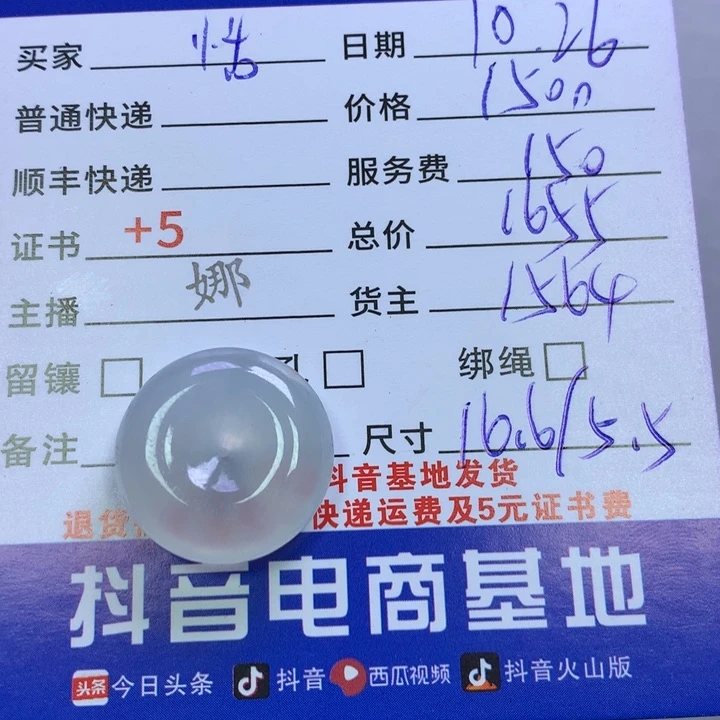 买家 惜 日期 10.26
普通快递 价格 1500
顺丰快递 服务费 150
证书 +5 总价 1655
主播 娜 货主 1564
留镶 孔 绑绳
备注 尺寸 16.6/5.5
抖音基地发货
退货 快递运费及5元证书费
抖音电商基地
头条 今日头条 抖音 西瓜视频 抖音火山版